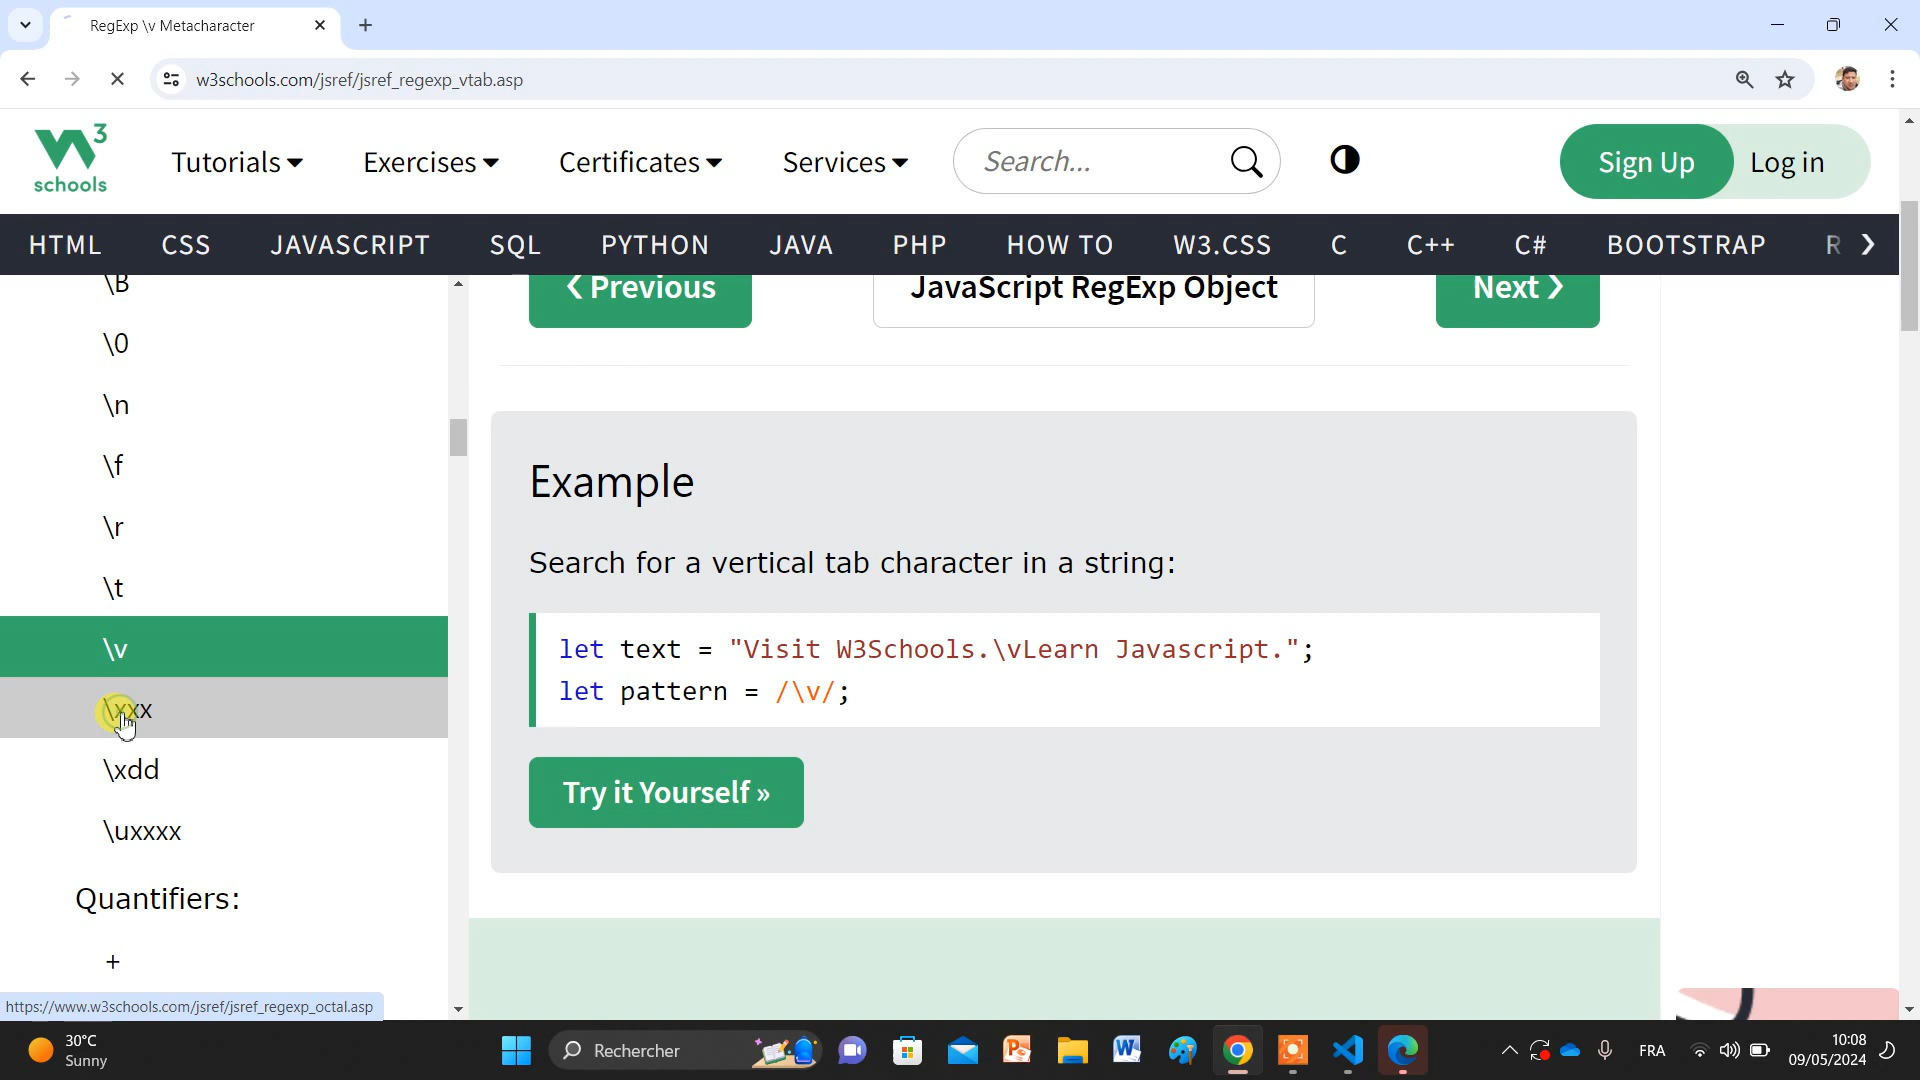 RegExp \v Metacharacter
w3schools.com/jsref/jsref_regexp_vtab.asp
3
schools
Tutorials
Exercises
Certificates
Services
Search...
Sign Up
Log in
HTML
CSS
JAVASCRIPT
SQL
PYTHON
JAVA
PHP
HOW TO
W3.CSS
C
C++
C#
BOOTSTRAP
R
❯
\B
\0
\n
\f
\r
\t
\v
\xxx
\xdd
\uxxxx
Quantifiers:
+
❮ Previous
JavaScript RegExp Object
Next ❯
Example
Search for a vertical tab character in a string:
let text = "Visit W3Schools.\vLearn Javascript.";
let pattern = /\v/;
Try it Yourself »
https://www.w3schools.com/jsref/jsref_regexp_octal.asp
30°C
Sunny
Rechercher
FRA
10:08
09/05/2024